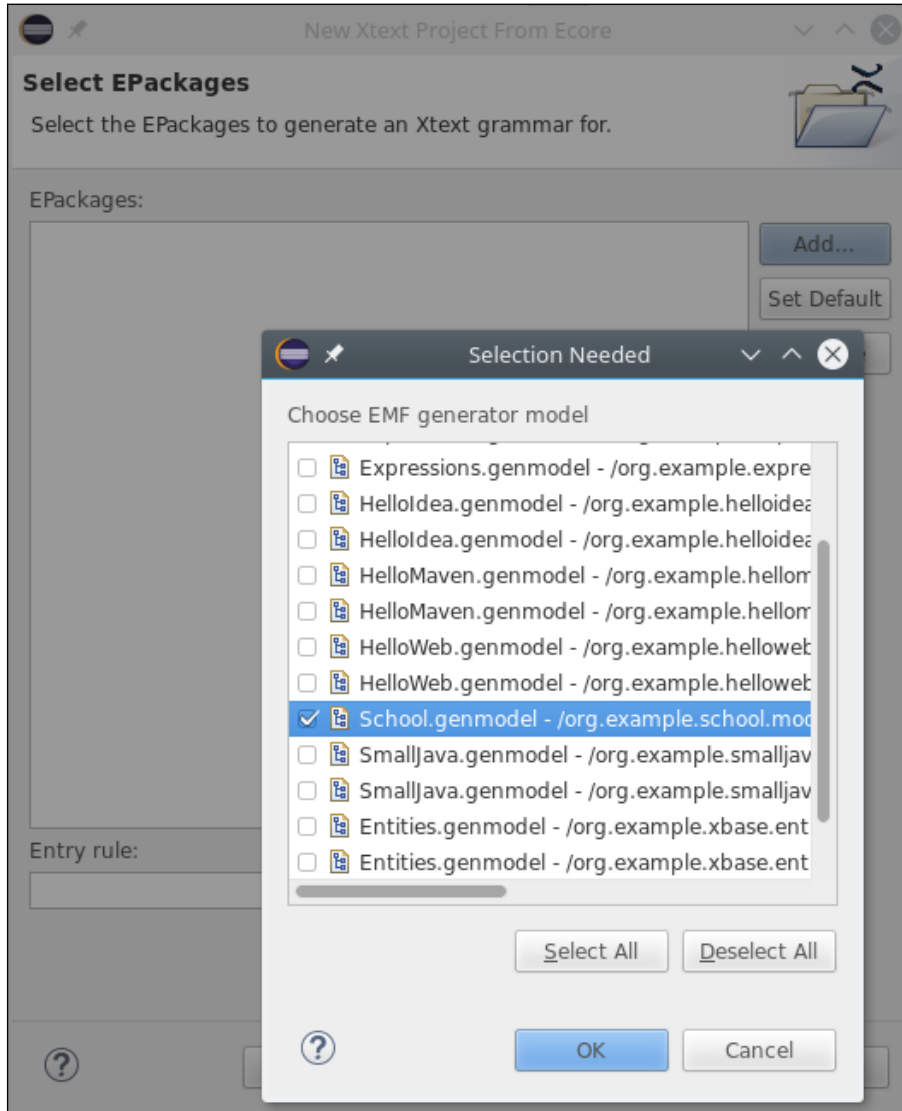 New Xtext Project From Ecore
Select EPackages
Select the EPackages to generate an Xtext grammar for.
EPackages:
Add...
Set Default
Selection Needed
Choose EMF generator model
Expressions.genmodel - /org.example.expre
HelloIdea.genmodel - /org.example.helloidea
HelloIdea.genmodel - /org.example.helloidea
HelloMaven.genmodel - /org.example.hellom
HelloMaven.genmodel - /org.example.hellom
HelloWeb.genmodel - /org.example.helloweb
HelloWeb.genmodel - /org.example.helloweb
School.genmodel - /org.example.school.mod
SmallJava.genmodel - /org.example.smalljav
SmallJava.genmodel - /org.example.smalljav
Entities.genmodel - /org.example.xbase.ent
Entities.genmodel - /org.example.xbase.ent
Entry rule:
Select All
Deselect All
OK
Cancel